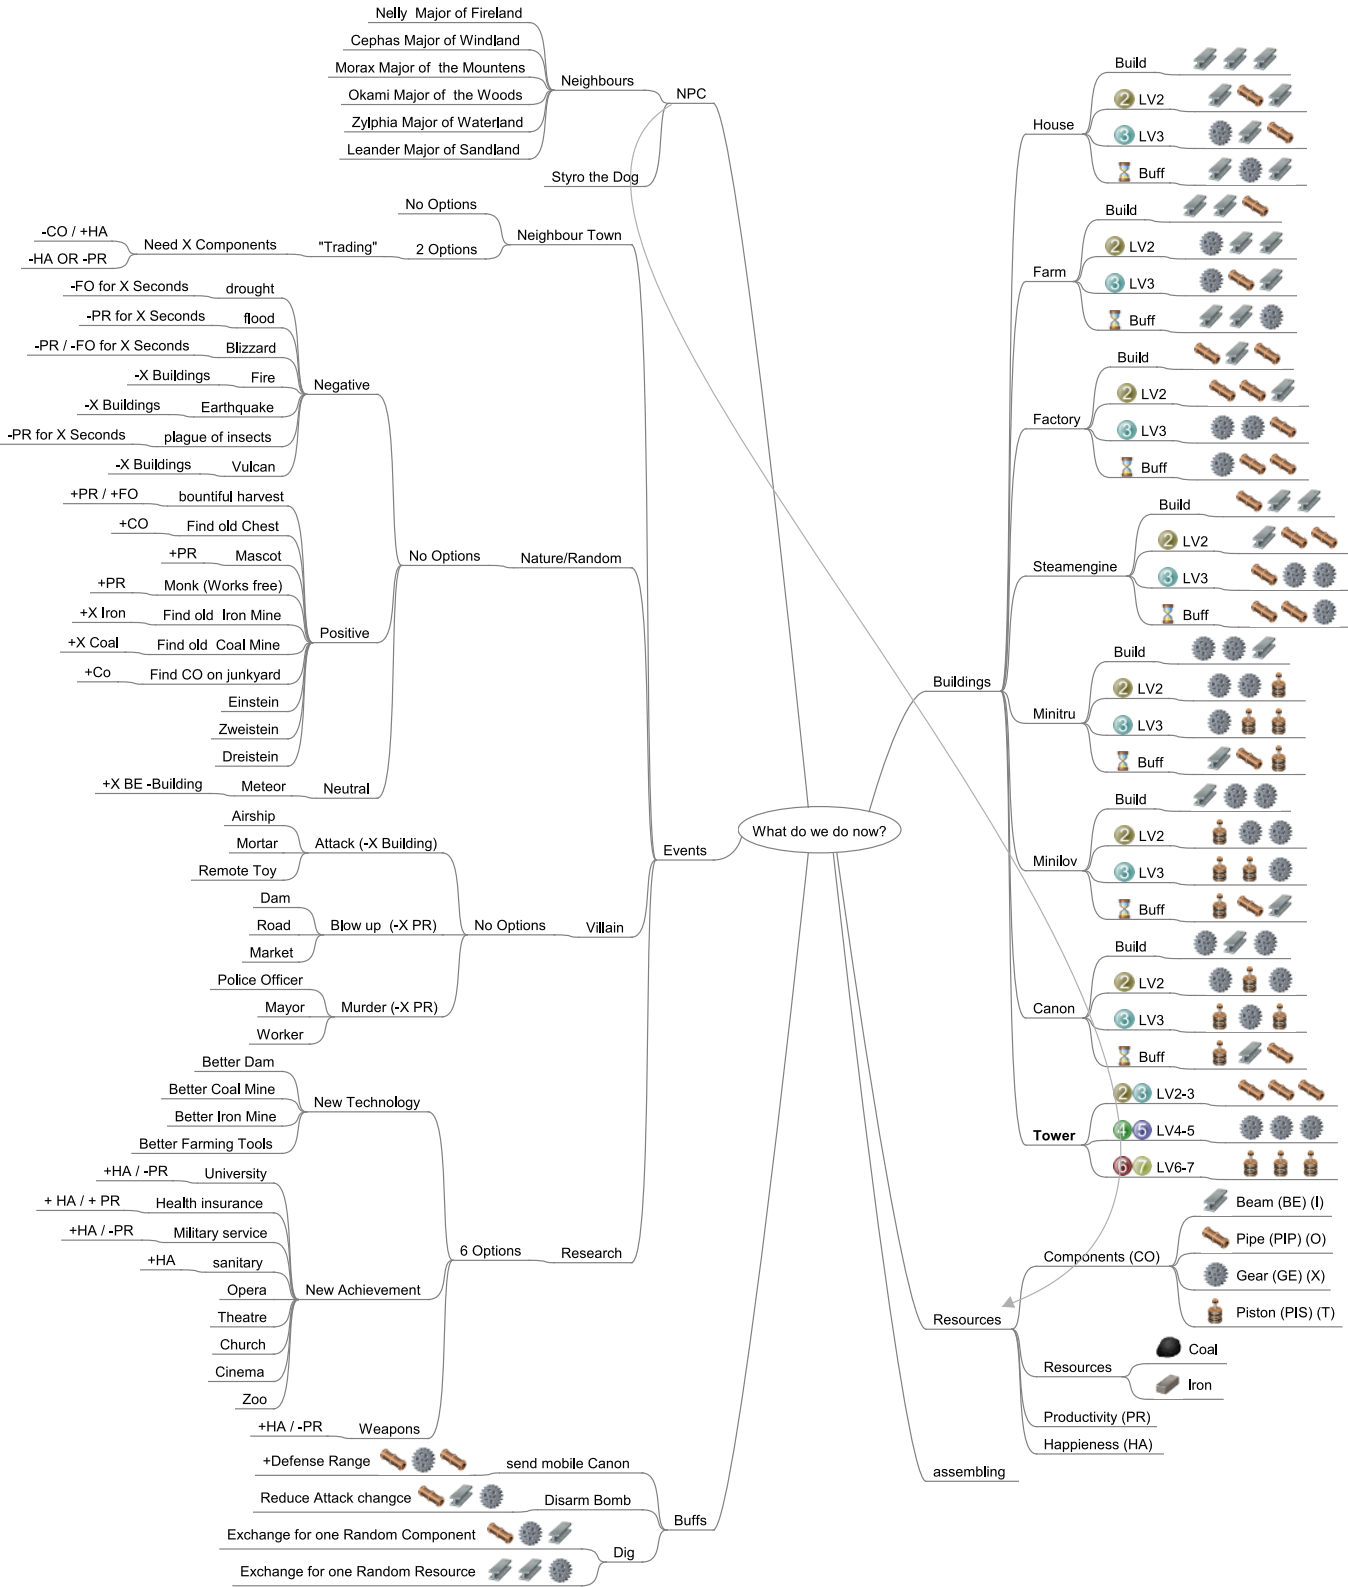 What do we do now?
NPC
Neighbours
Nelly Major of Fireland
Cephas Major of Windland
Morax Major of the Mountens
Okami Major of the Woods
Zylphia Major of Waterland
Leander Major of Sandland
Styro the Dog
Events
Neighbour Town
No Options
2 Options
"Trading"
Need X Components
-CO / +HA
-HA OR -PR
Nature/Random
No Options
Negative
drought
-FO for X Seconds
flood
-PR for X Seconds
Blizzard
-PR / -FO for X Seconds
Fire
-X Buildings
Earthquake
-X Buildings
plague of insects
-PR for X Seconds
Vulcan
-X Buildings
Positive
bountiful harvest
+PR / +FO
Find old Chest
+CO
Mascot
+PR
Monk (Works free)
+PR
Find old Iron Mine
+X Iron
Find old Coal Mine
+X Coal
Find CO on junkyard
+Co
Einstein
Zweistein
Dreistein
Neutral
Meteor
+X BE -Building
Villain
No Options
Attack (-X Building)
Airship
Mortar
Remote Toy
Blow up (-X PR)
Dam
Road
Market
Murder (-X PR)
Police Officer
Mayor
Worker
Research
6 Options
New Technology
Better Dam
Better Coal Mine
Better Iron Mine
Better Farming Tools
New Achievement
University
+HA / -PR
Health insurance
+ HA / + PR
Military service
+HA / -PR
sanitary
+HA
Opera
Theatre
Church
Cinema
Zoo
Weapons
+HA / -PR
Buffs
send mobile Canon
+Defense Range
Disarm Bomb
Reduce Attack changce
Dig
Exchange for one Random Component
Exchange for one Random Resource
Buildings
House
Build
2 LV2
3 LV3
Buff
Farm
Build
2 LV2
3 LV3
Buff
Factory
Build
2 LV2
3 LV3
Buff
Steamengine
Build
2 LV2
3 LV3
Buff
Minitru
Build
2 LV2
3 LV3
Buff
Minilov
Build
2 LV2
3 LV3
Buff
Canon
Build
2 LV2
3 LV3
Buff
Tower
2 3 LV2-3
4 5 LV4-5
6 7 LV6-7
Resources
Components (CO)
Beam (BE) (I)
Pipe (PIP) (O)
Gear (GE) (X)
Piston (PIS) (T)
Resources
Coal
Iron
Productivity (PR)
Happieness (HA)
assembling